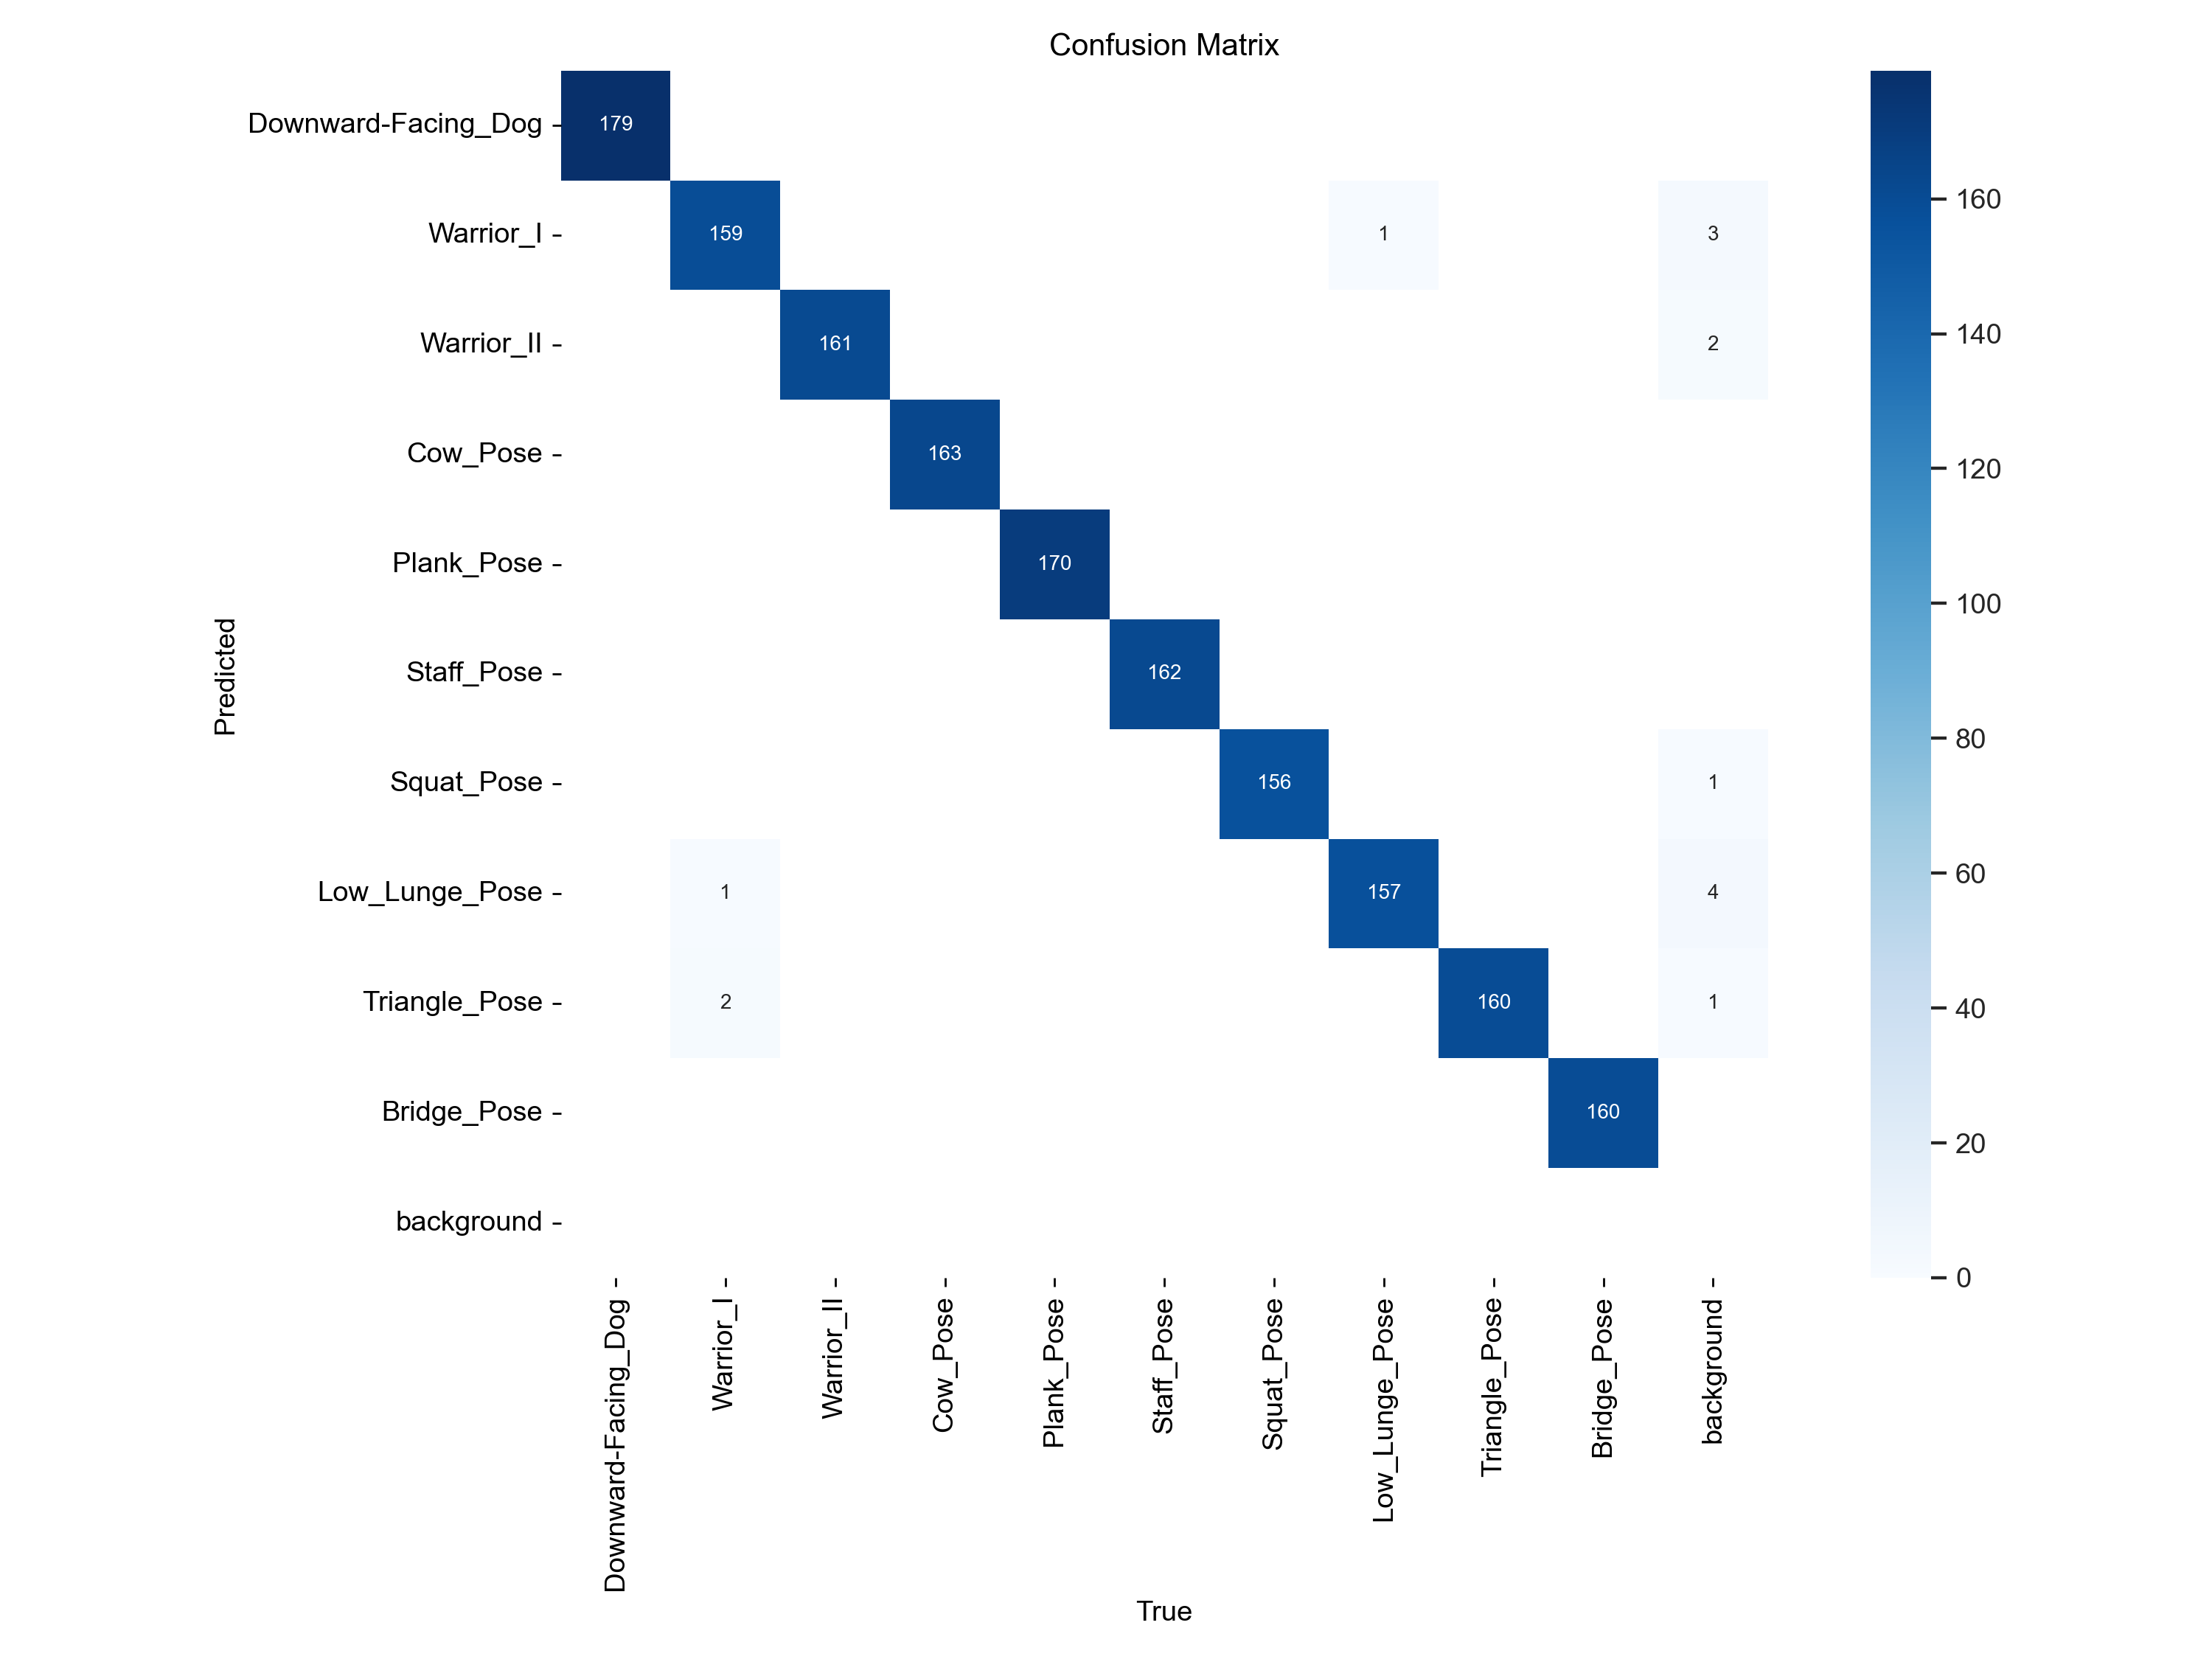 Confusion Matrix
Downward-Facing_Dog
179
Warrior_I
159
1
3
Warrior_II
161
2
Cow_Pose
163
Plank_Pose
170
Staff_Pose
162
Squat_Pose
156
1
Low_Lunge_Pose
1
157
4
Triangle_Pose
2
160
1
Bridge_Pose
160
background
Predicted
Downward-Facing_Dog
Warrior_I
Warrior_II
Cow_Pose
Plank_Pose
Staff_Pose
Squat_Pose
Low_Lunge_Pose
Triangle_Pose
Bridge_Pose
background
True
160
140
120
100
80
60
40
20
0